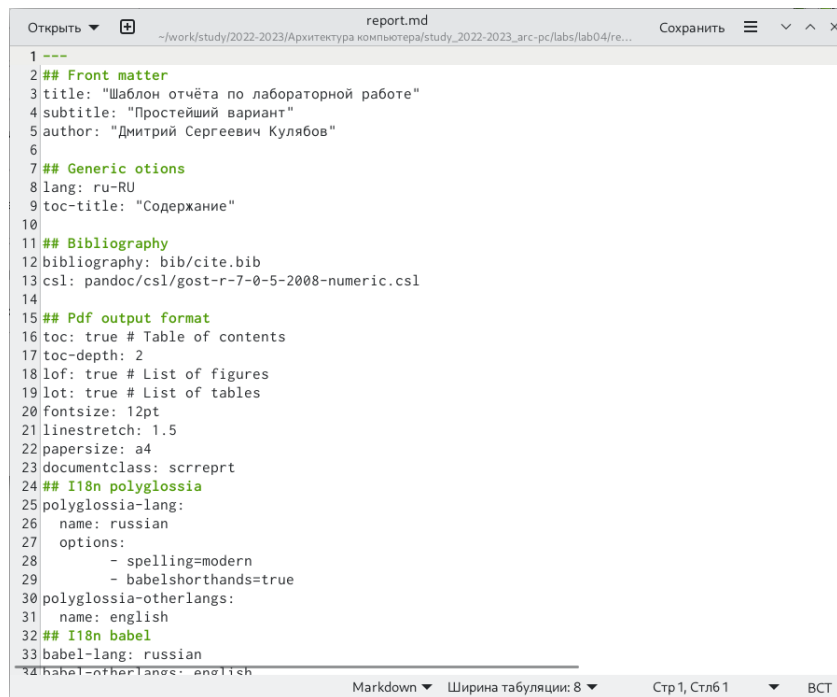 Открыть
report.md
~/work/study/2022-2023/Архитектура компьютера/study_2022-2023_arc-pc/labs/lab04/re...
Сохранить
1 ---
2 ## Front matter
3 title: "Шаблон отчёта по лабораторной работе"
4 subtitle: "Простейший вариант"
5 author: "Дмитрий Сергеевич Кулябов"
6
7 ## Generic otions
8 lang: ru-RU
9 toc-title: "Содержание"
10
11 ## Bibliography
12 bibliography: bib/cite.bib
13 csl: pandoc/csl/gost-r-7-0-5-2008-numeric.csl
14
15 ## Pdf output format
16 toc: true # Table of contents
17 toc-depth: 2
18 lof: true # List of figures
19 lot: true # List of tables
20 fontsize: 12pt
21 linestretch: 1.5
22 papersize: a4
23 documentclass: scrreprt
24 ## I18n polyglossia
25 polyglossia-lang:
26   name: russian
27   options:
28         - spelling=modern
29         - babelshorthands=true
30 polyglossia-otherlangs:
31   name: english
32 ## I18n babel
33 babel-lang: russian
34 babel-otherlangs: english
Markdown Ширина табуляции: 8 Стр 1, Стлб 1 ВСТ